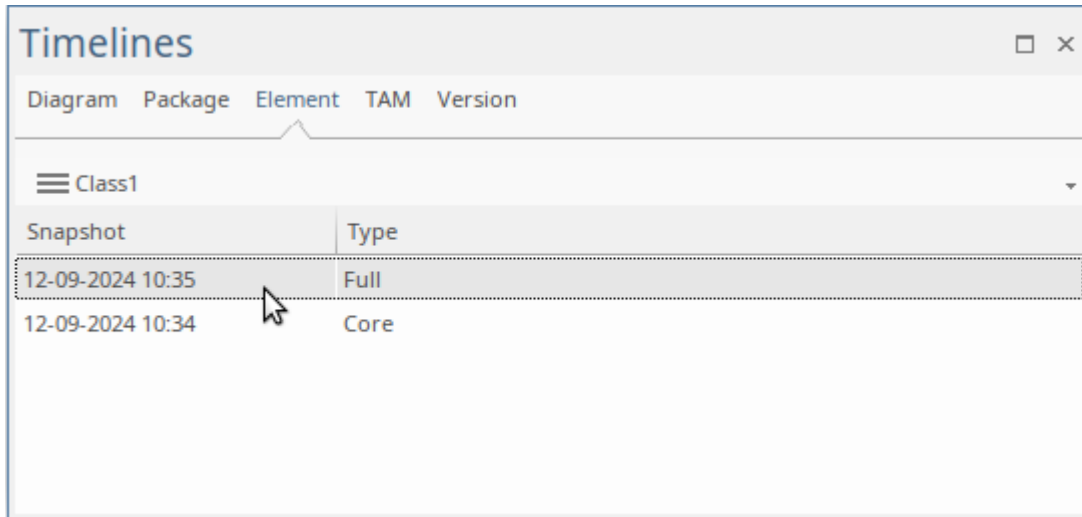 Timelines
Diagram Package Element TAM Version
Class1
Snapshot Type
12-09-2024 10:35 Full
12-09-2024 10:34 Core